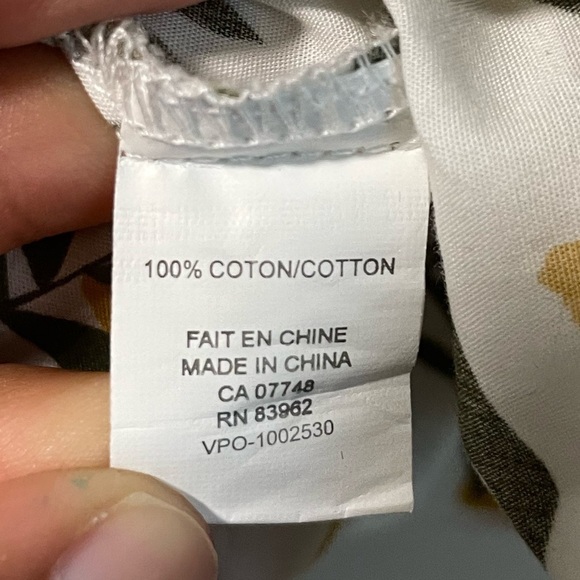 100% COTON/COTTON
FAIT EN CHINE
MADE IN CHINA
CA 07748
RN 83962
VPO-1002530